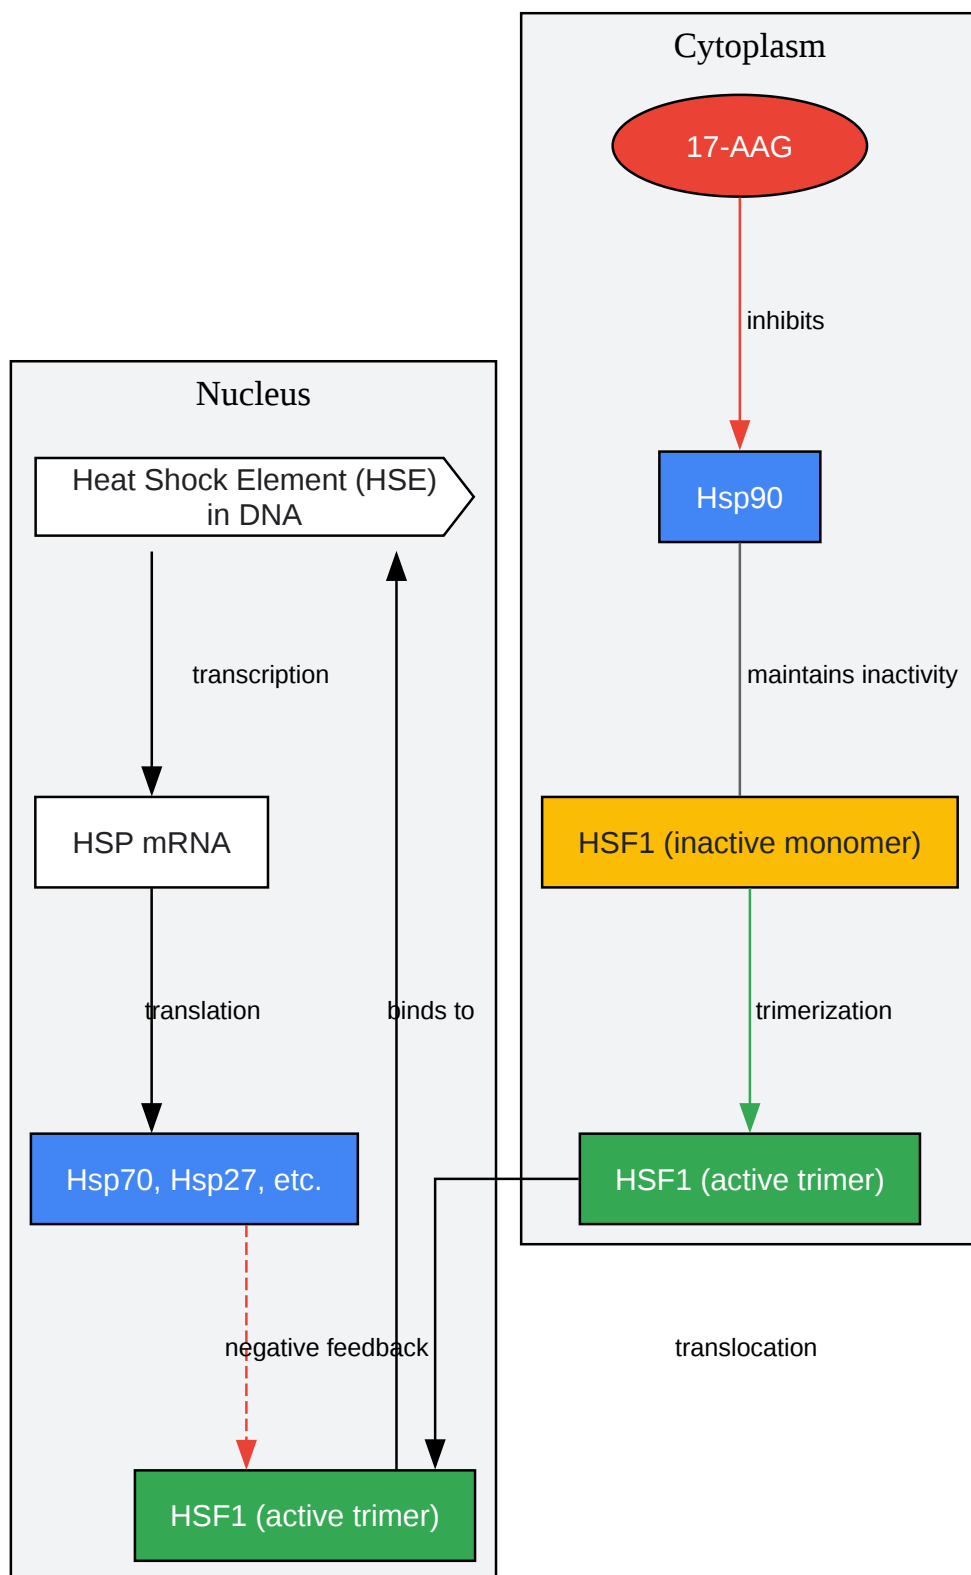 Cytoplasm
17-AAG
inhibits
Nucleus
Heat Shock Element (HSE)
in DNA
Hsp90
transcription
maintains inactivity
HSP mRNA
HSF1 (inactive monomer)
translation
binds to
trimerization
Hsp70, Hsp27, etc.
HSF1 (active trimer)
negative feedback
translocation
HSF1 (active trimer)